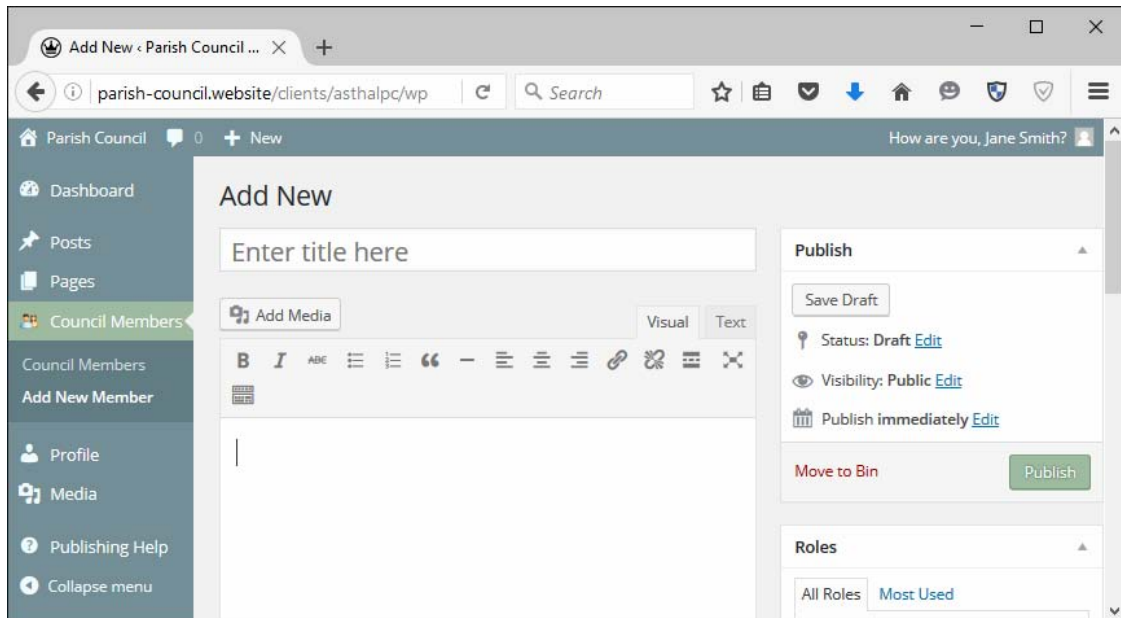 Add New ‹ Parish Council ...
parish-council.website/clients/asthalpc/wp
Search
Parish Council 0 New
How are you, Jane Smith?
Dashboard
Posts
Pages
Council Members
Council Members
Add New Member
Profile
Media
Publishing Help
Collapse menu
Add New
Enter title here
Add Media
Visual Text
B I ABE
Publish
Save Draft
Status: Draft Edit
Visibility: Public Edit
Publish immediately Edit
Move to Bin
Publish
Roles
All Roles Most Used